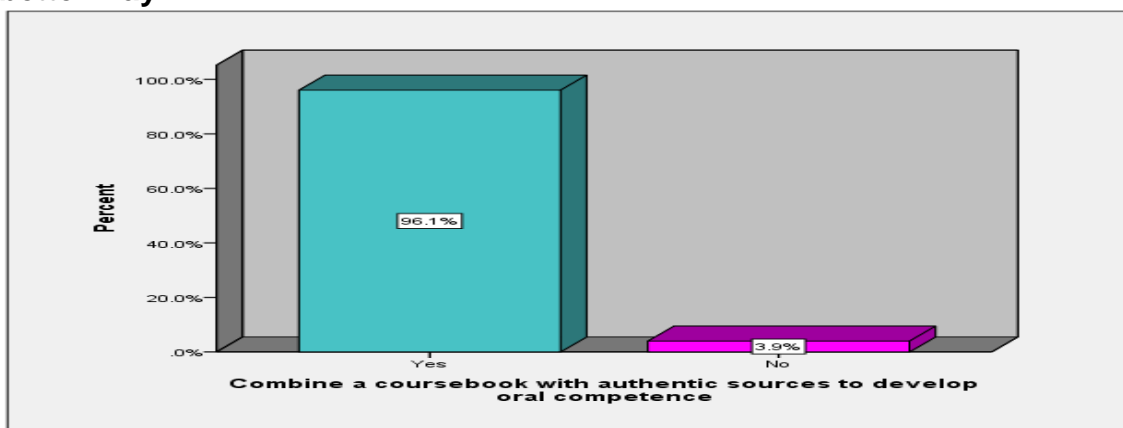 100.0%
80.0%
60.0%
40.0%
20.0%
.0%
Percent
96.1%
3.9%
Yes
No
Combine a coursebook with authentic sources to develop
oral competence